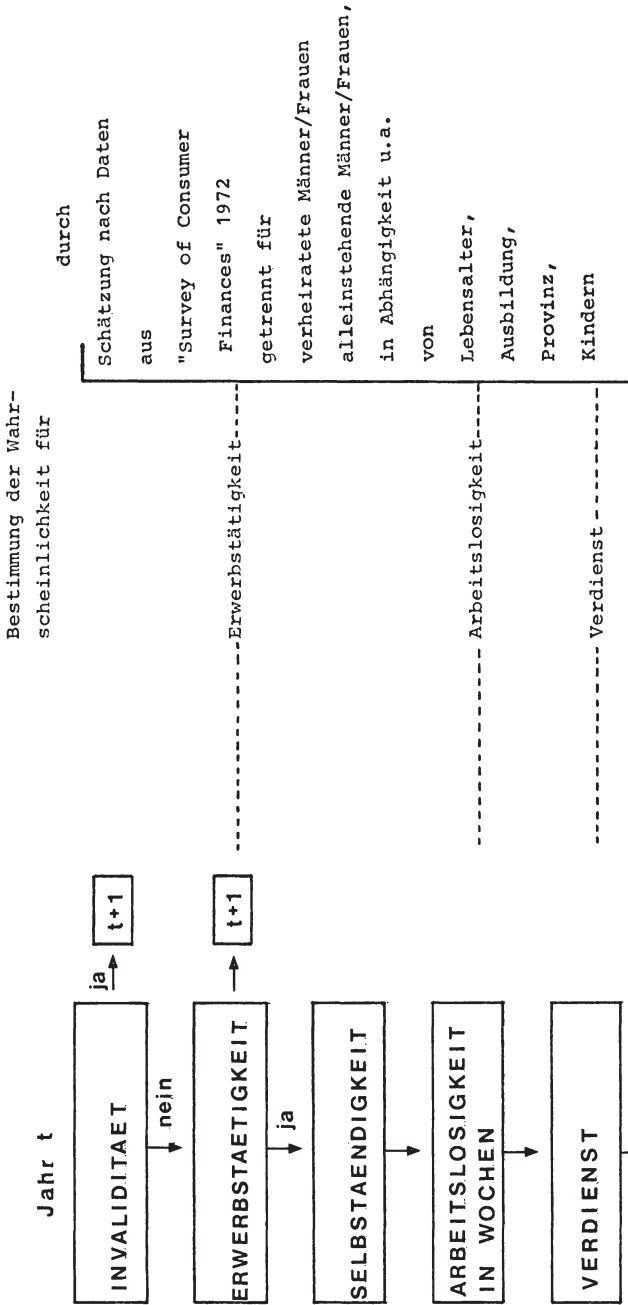 Jahr t
INVALIDITAET
ja
t+1
nein
ERWERBSTAETIGKEIT
t+1
ja
SELBSTAENDIGKEIT
ARBEITSLOSIGKEIT
IN WOCHEN
VERDIENST
Bestimmung der Wahr-
scheinlichkeit für
Erwerbstätigkeit
Arbeitslosigkeit
Verdienst
durch
Schätzung nach Daten
aus
"Survey of Consumer
Finances" 1972
getrennt für
verheiratete Männer/Frauen
alleinstehende Männer/Frauen,
in Abhängigkeit u.a.
von
Lebensalter,
Ausbildung,
Provinz,
Kindern